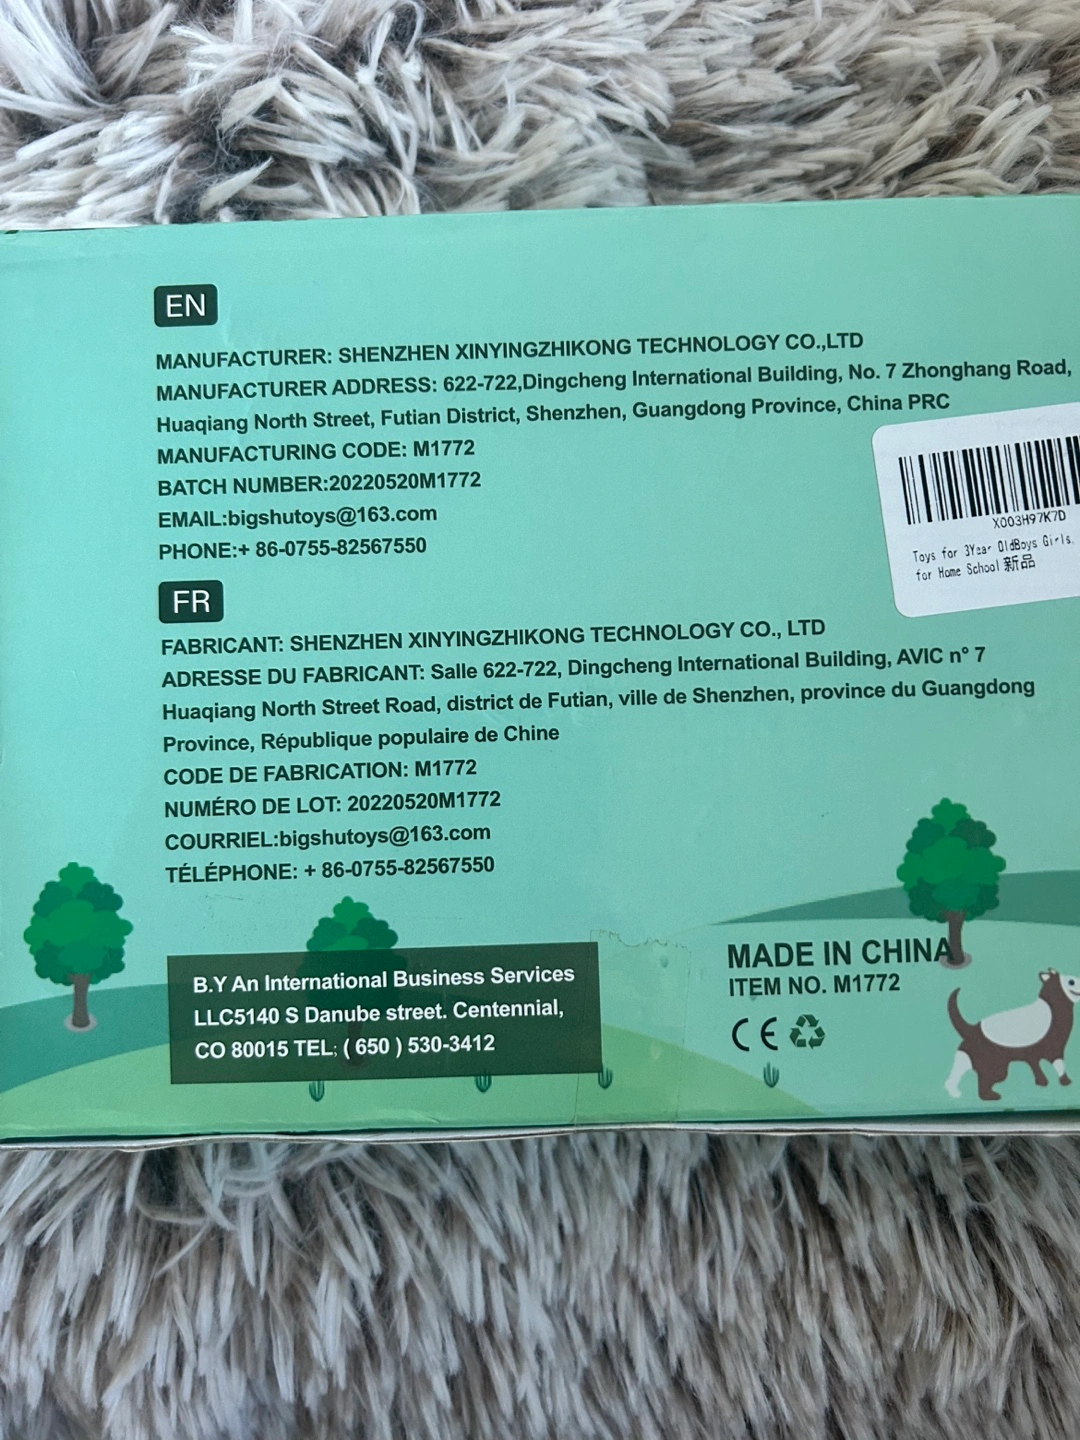 EN
MANUFACTURER: SHENZHEN XINYINGZHIKONG TECHNOLOGY CO.,LTD
MANUFACTURER ADDRESS: 622-722,Dingcheng International Building, No. 7 Zhonghang Road,
Huaqiang North Street, Futian District, Shenzhen, Guangdong Province, China PRC
MANUFACTURING CODE: M1772
BATCH NUMBER:20220520M1772
EMAIL:bigshutoys@163.com
PHONE:+ 86-0755-82567550
X003H97K7D
Toys for 3Year OldBoys Girls,
for Home School 新品
FR
FABRICANT: SHENZHEN XINYINGZHIKONG TECHNOLOGY CO., LTD
ADRESSE DU FABRICANT: Salle 622-722, Dingcheng International Building, AVIC n° 7
Huaqiang North Street Road, district de Futian, ville de Shenzhen, province du Guangdong
Province, République populaire de Chine
CODE DE FABRICATION: M1772
NUMÉRO DE LOT: 20220520M1772
COURRIEL:bigshutoys@163.com
TÉLÉPHONE: + 86-0755-82567550
B.Y An International Business Services
LLC5140 S Danube street. Centennial,
CO 80015 TEL; ( 650 ) 530-3412
MADE IN CHINA
ITEM NO. M1772
CE